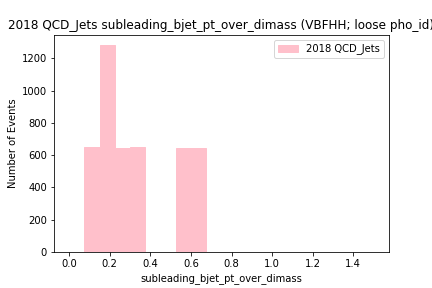 2018 QCD_Jets subleading_bjet_pt_over_dimass (VBFHH; loose pho_id)
2018 QCD_Jets
Number of Events
1200
1000
800
600
400
200
0
0.0 0.2 0.4 0.6 0.8 1.0 1.2 1.4
subleading_bjet_pt_over_dimass